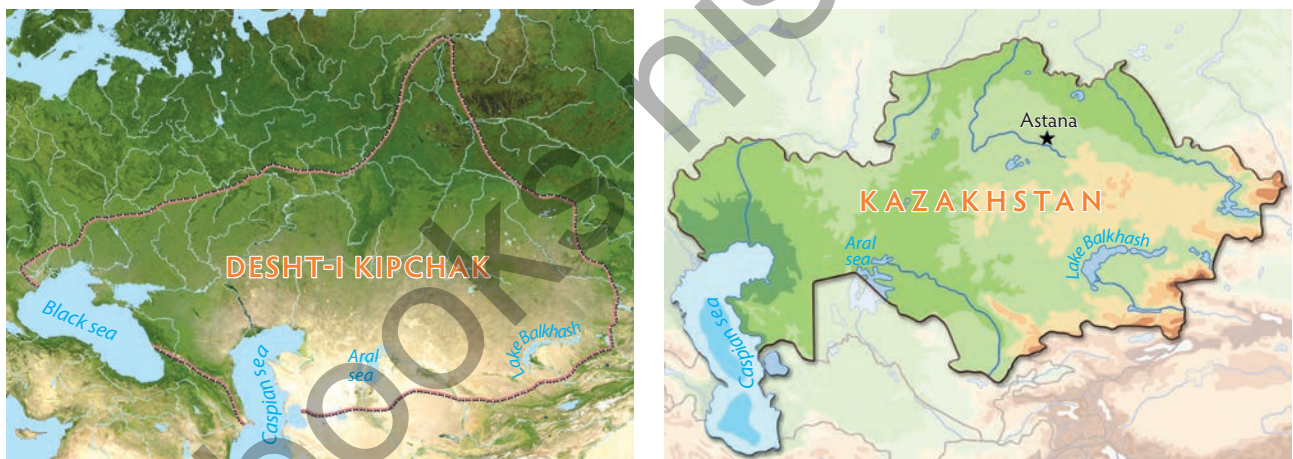 DESHT-I KIPCHAK
Black sea
Caspian sea
Aral
sea
Lake Balkhash
Astana
KAZAKHSTAN
Aral
sea
Lake Balkhash
Caspian sea